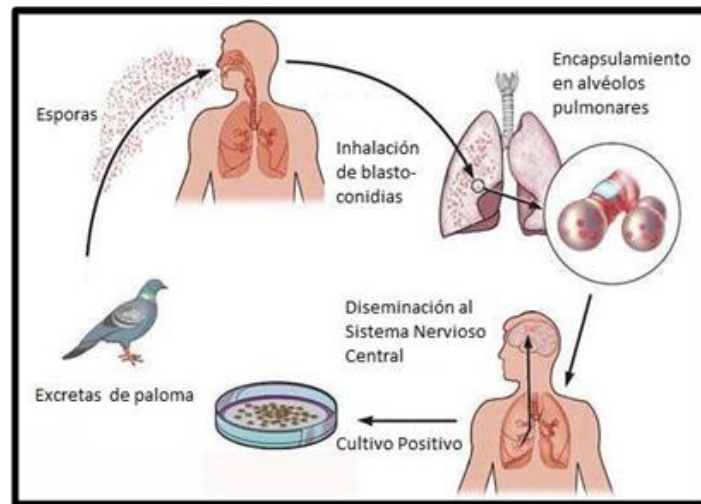 Esporas
Inhalación
de blasto-
conidias
Encapsulamiento
en alvéolos
pulmonares
Diseminación al
Sistema Nervioso
Central
Cultivo Positivo
Excretas de paloma